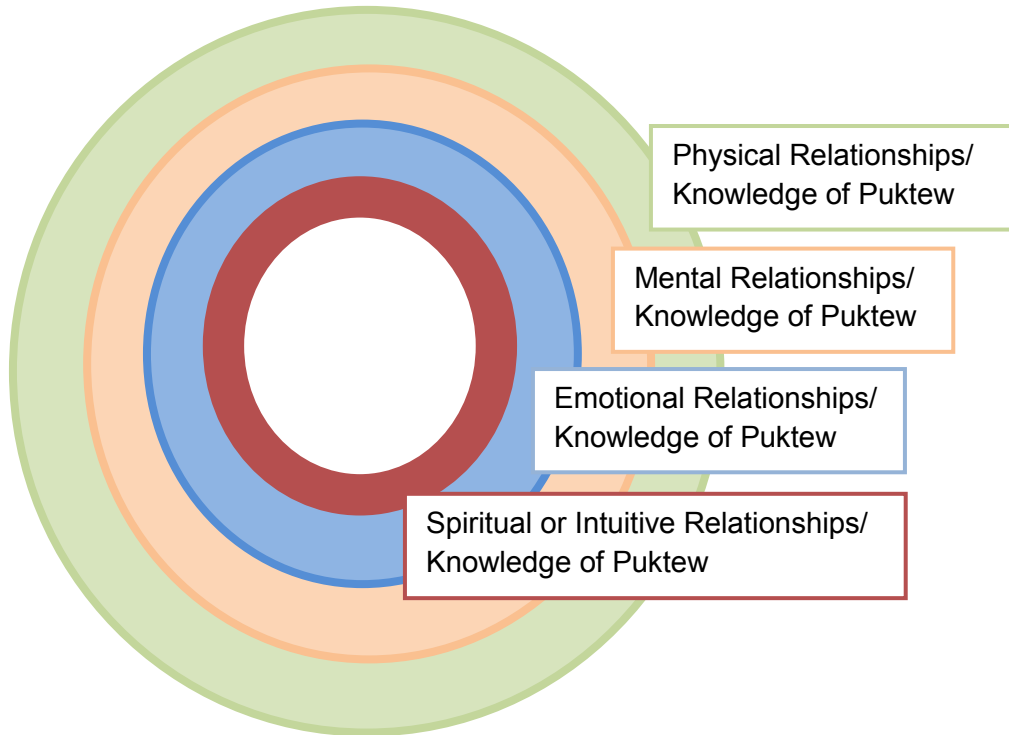 Physical Relationships/
Knowledge of Puktew
Mental Relationships/
Knowledge of Puktew
Emotional Relationships/
Knowledge of Puktew
Spiritual or Intuitive Relationships/
Knowledge of Puktew